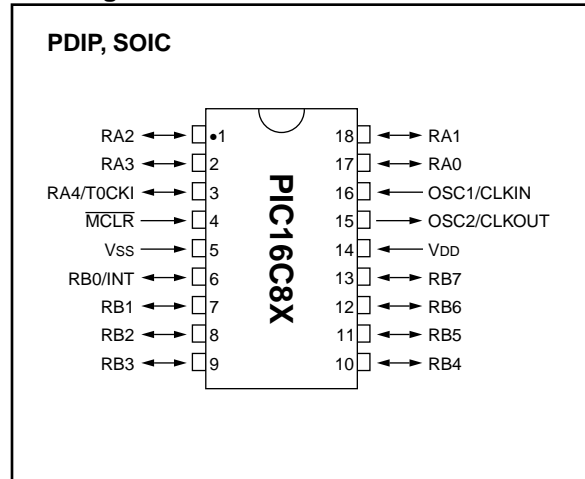 PDIP, SOIC
RA2 •1 18 RA1
RA3 2 17 RA0
RA4/T0CKI 3 16 OSC1/CLKIN
MCLR 4 15 OSC2/CLKOUT
VSS 5 14 VDD
RB0/INT 6 13 RB7
RB1 7 12 RB6
RB2 8 11 RB5
RB3 9 10 RB4
PIC16C8X